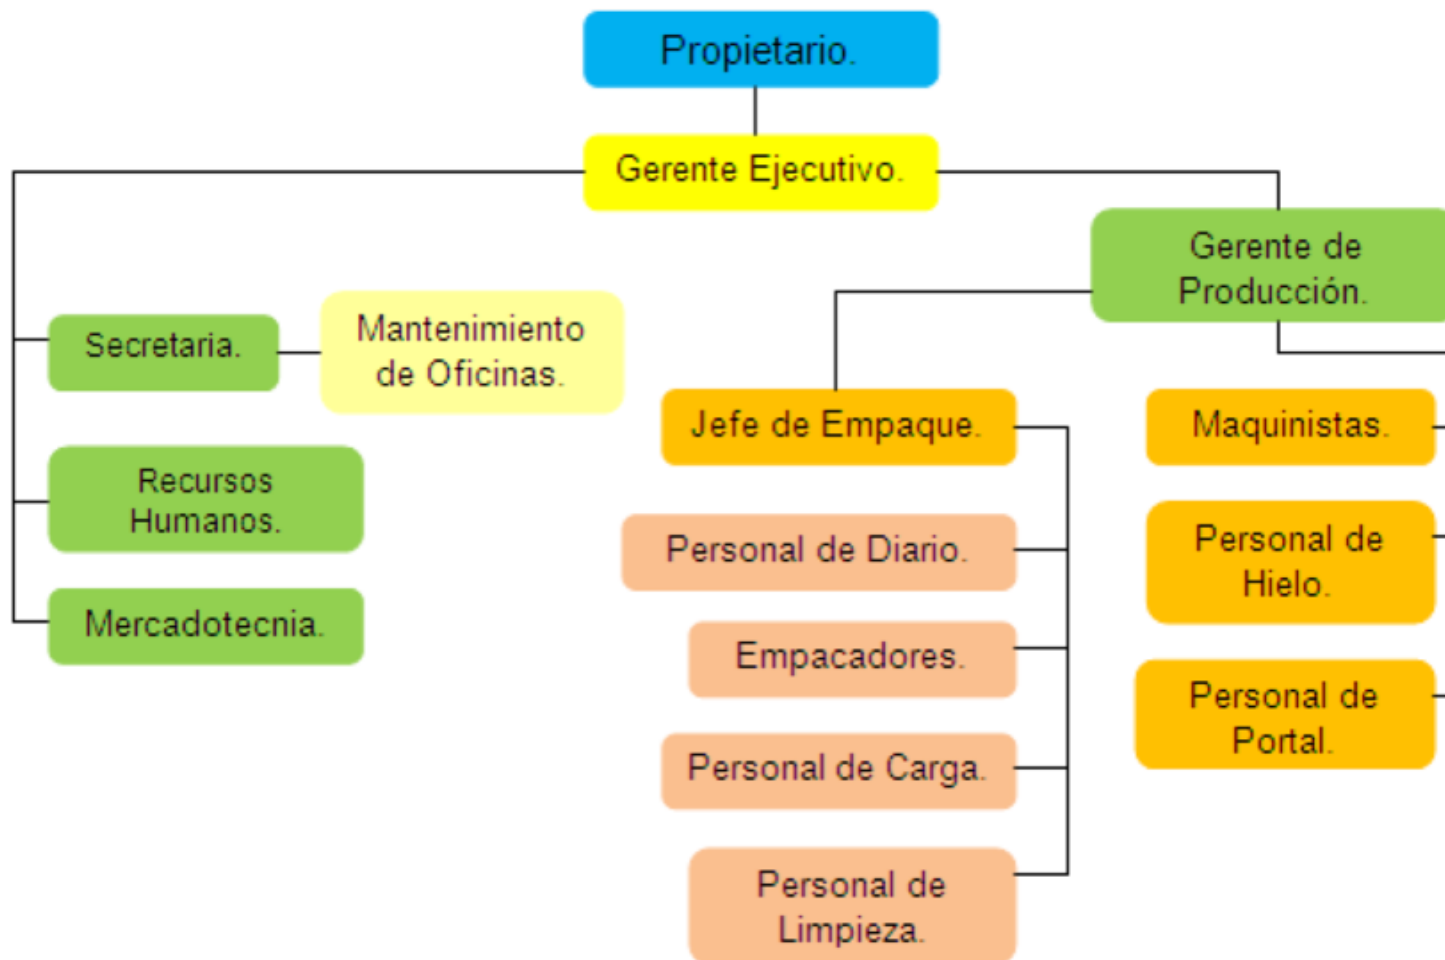 Propietario.
Gerente Ejecutivo.
Gerente de
Producción.
Secretaria.
Mantenimiento
de Oficinas.
Recursos
Humanos.
Mercadotecnia.
Jefe de Empaque.
Personal de Diario.
Empacadores.
Personal de Carga.
Personal de
Limpieza.
Maquinistas.
Personal de
Hielo.
Personal de
Portal.